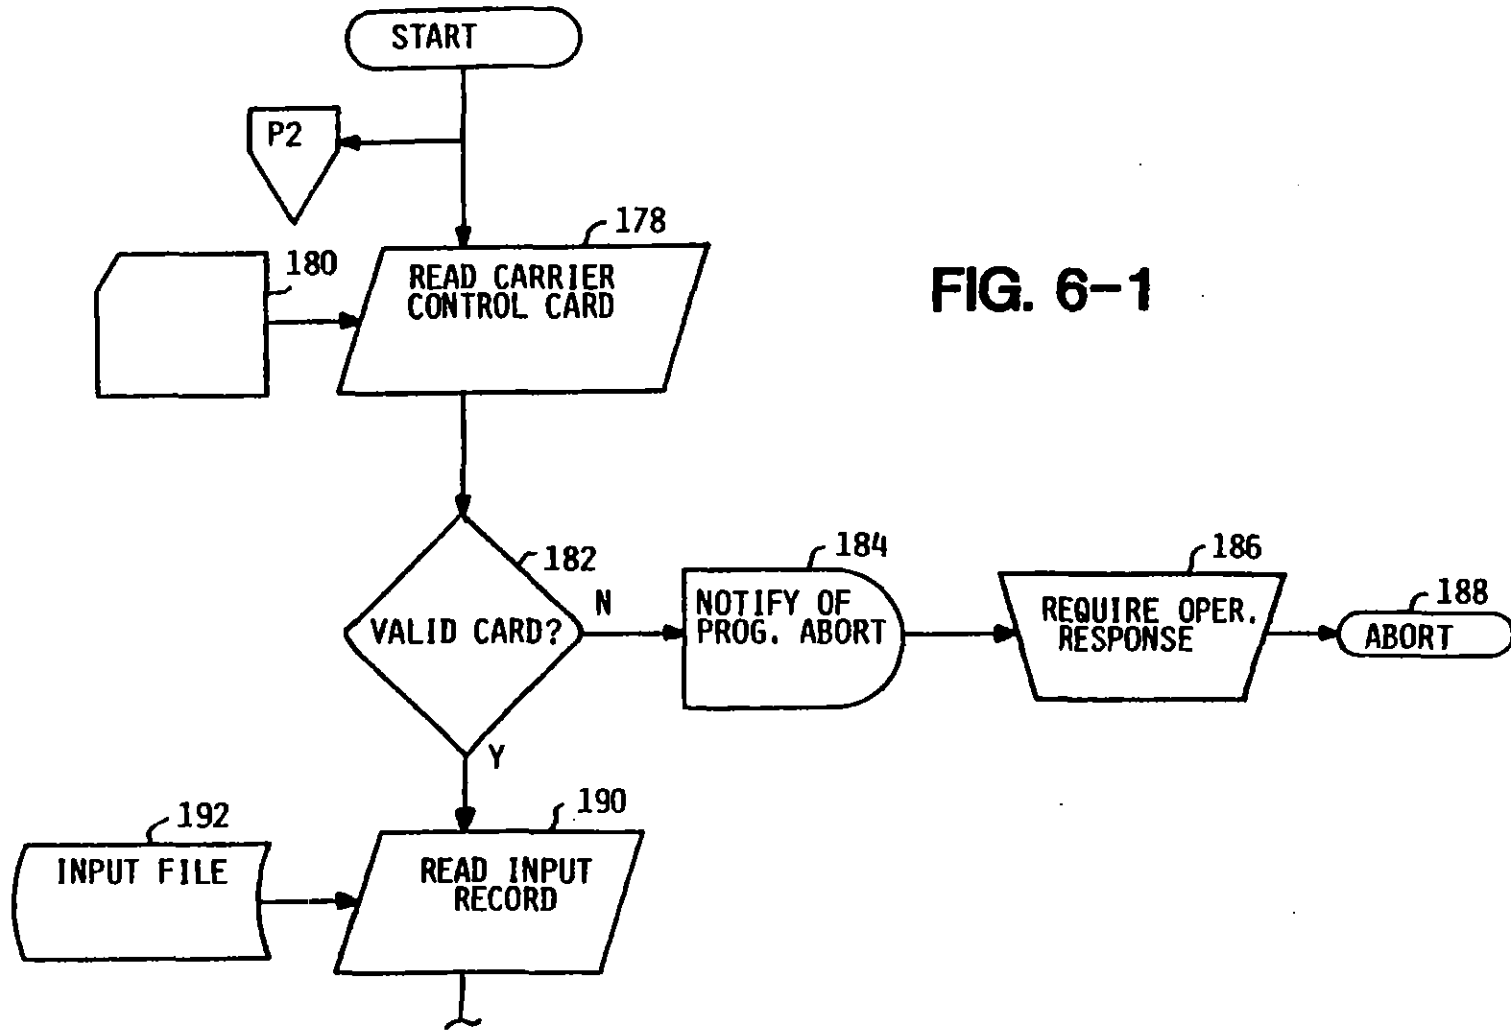 START
P2
178
180
READ CARRIER
CONTROL CARD
FIG. 6-1
182
VALID CARD?
N
Y
184
NOTIFY OF
PROG. ABORT
186
REQUIRE OPER.
RESPONSE
188
ABORT
192
INPUT FILE
190
READ INPUT
RECORD